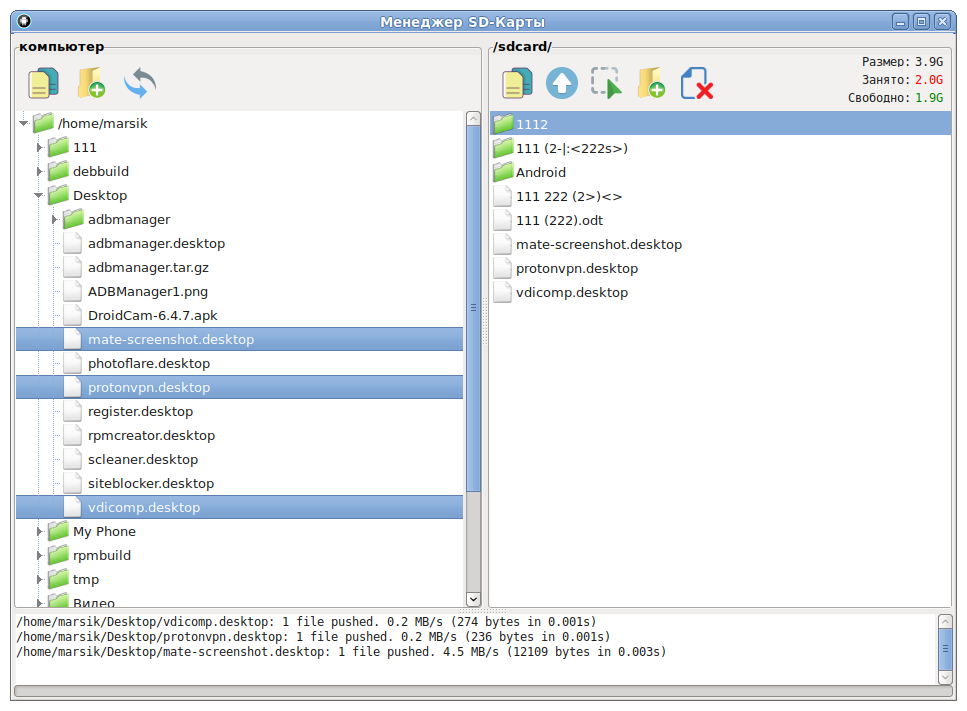 Менеджер SD-Карты
компьютер
/home/marsik
111
debbuild
Desktop
adbmanager
adbmanager.desktop
adbmanager.tar.gz
ADBManager1.png
DroidCam-6.4.7.apk
mate-screenshot.desktop
photoflare.desktop
protonvpn.desktop
register.desktop
rpmcreator.desktop
scleaner.desktop
siteblocker.desktop
vdicomp.desktop
My Phone
rpmbuild
tmp
Видео
/sdcard/
Размер: 3.9G
Занято: 2.0G
Свободно: 1.9G
1112
111 (2-|:<222s>)
Android
111 222 (2>)<>
111 (222).odt
mate-screenshot.desktop
protonvpn.desktop
vdicomp.desktop
/home/marsik/Desktop/vdicomp.desktop: 1 file pushed. 0.2 MB/s (274 bytes in 0.001s)
/home/marsik/Desktop/protonvpn.desktop: 1 file pushed. 0.2 MB/s (236 bytes in 0.001s)
/home/marsik/Desktop/mate-screenshot.desktop: 1 file pushed. 4.5 MB/s (12109 bytes in 0.003s)